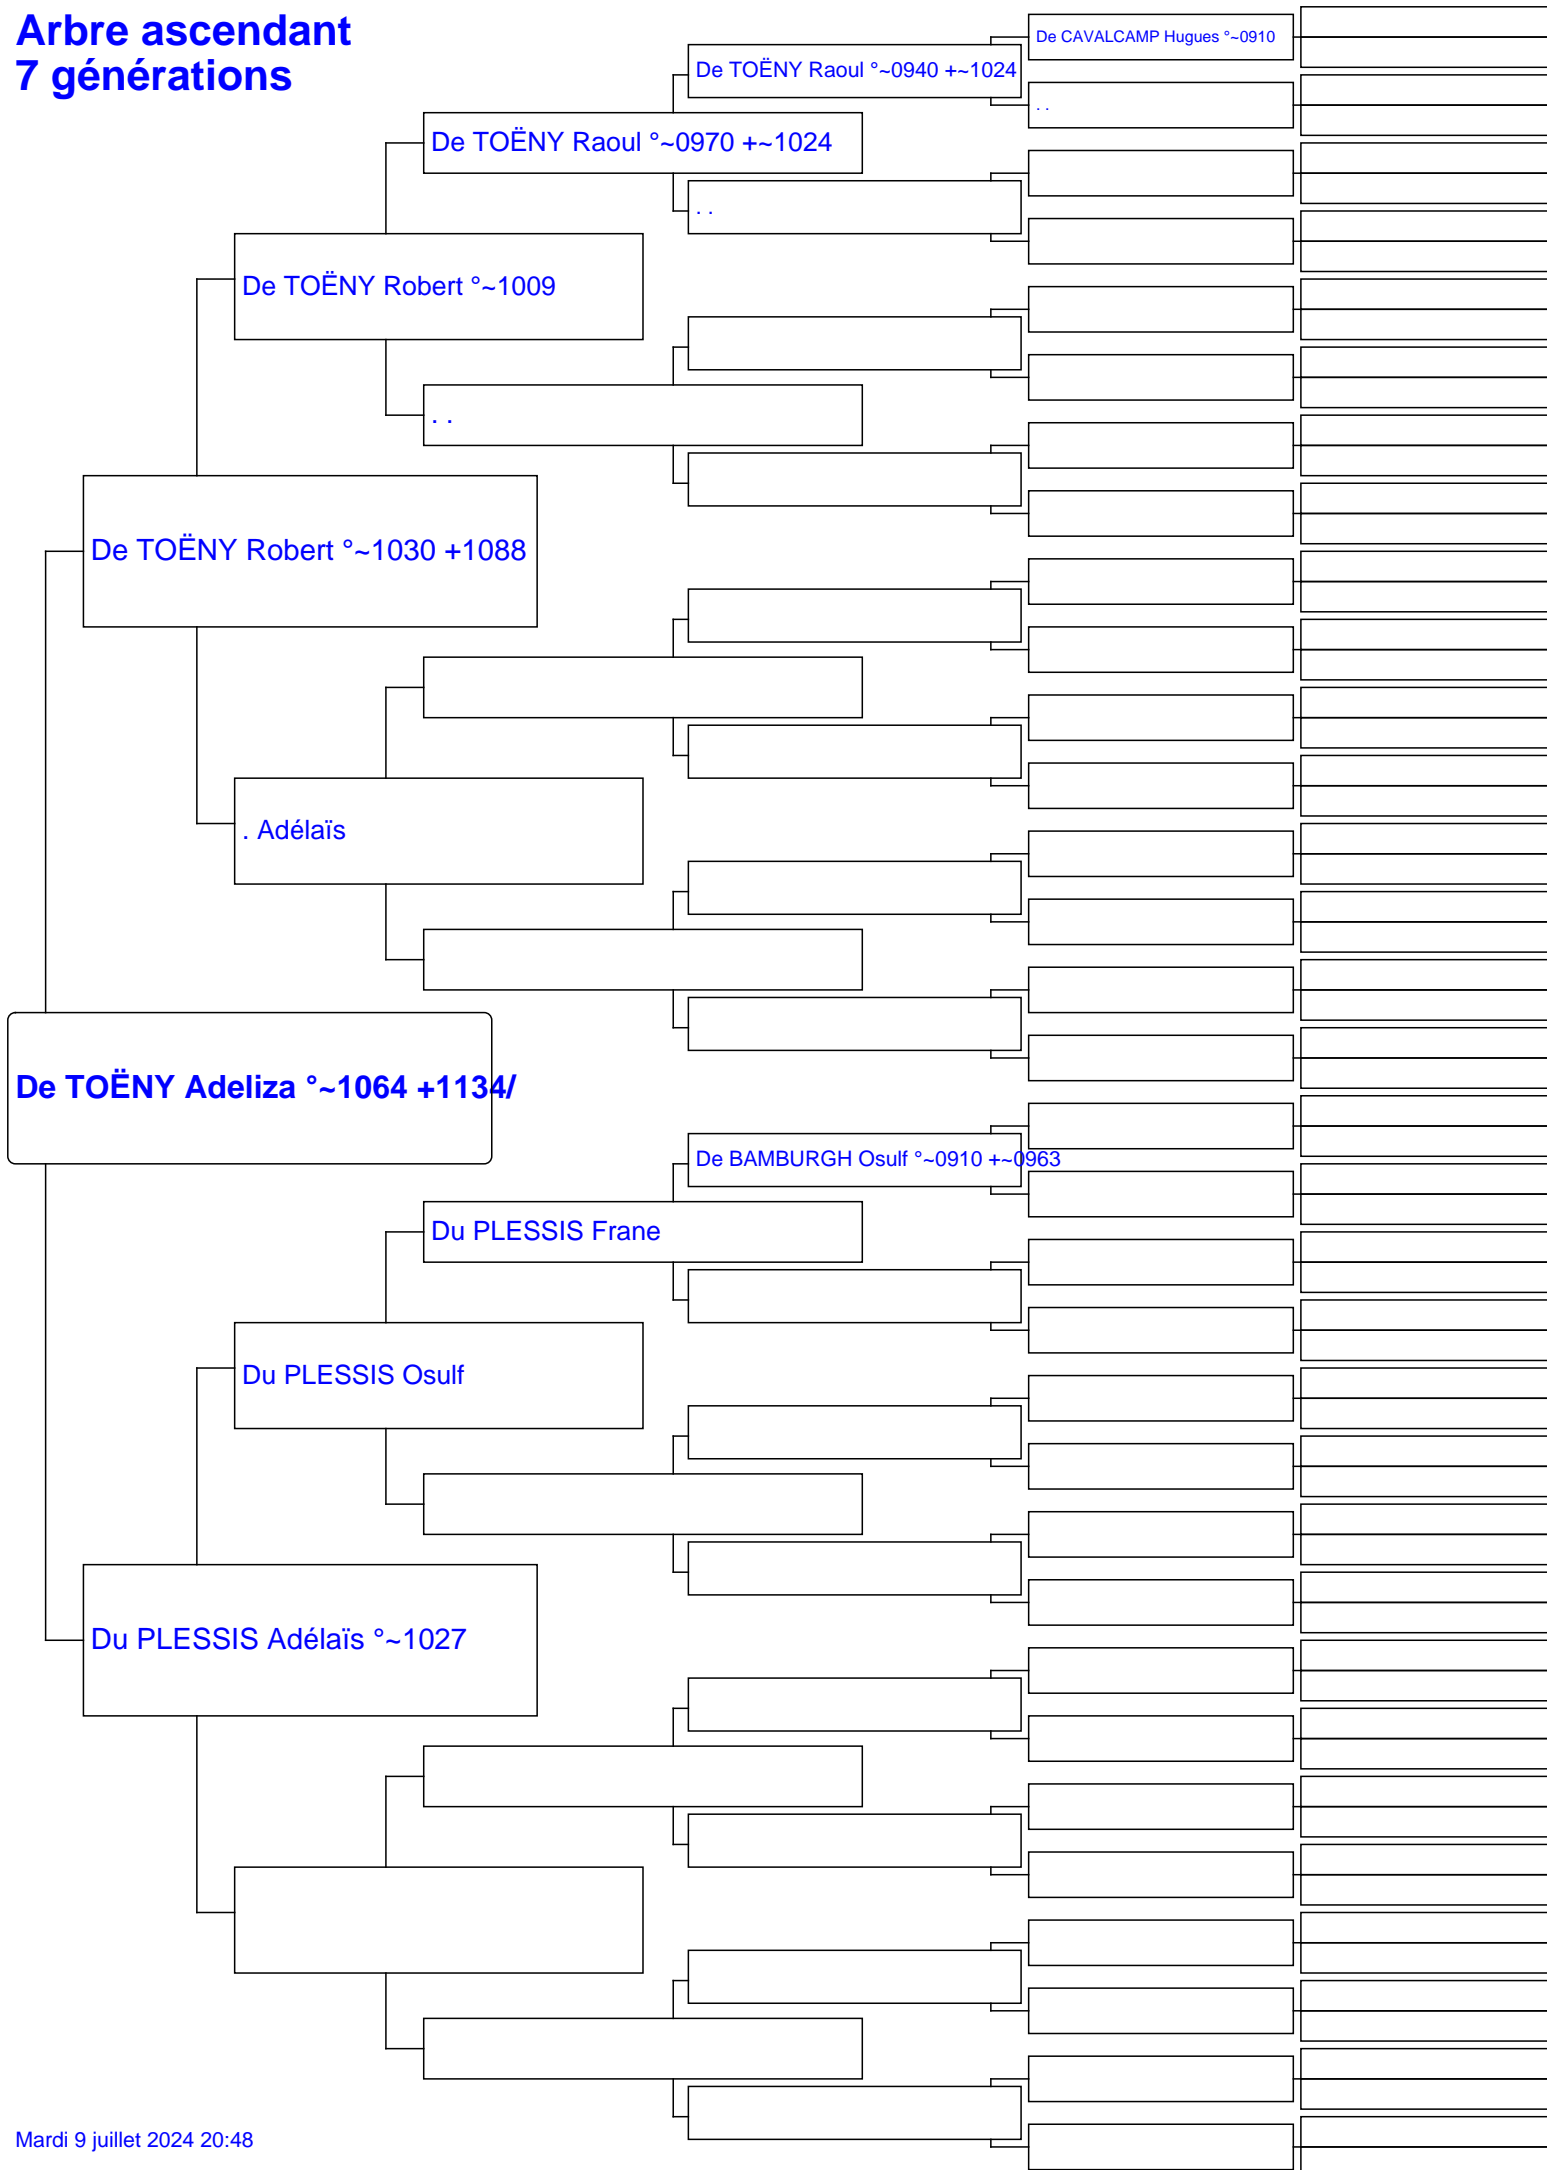 Arbre ascendant
7 générations
De CAVALCAMP Hugues °~0910
De TOËNY Raoul °~0940 +~1024
. .
De TOËNY Raoul °~0970 +~1024
. .
De TOËNY Robert °~1009
. .
De TOËNY Robert °~1030 +1088
. Adélaïs
De TOËNY Adeliza °~1064 +1134/
De BAMBURGH Osulf °~0910 +~0963
Du PLESSIS Frane
Du PLESSIS Osulf
Du PLESSIS Adélaïs °~1027
Mardi 9 juillet 2024 20:48